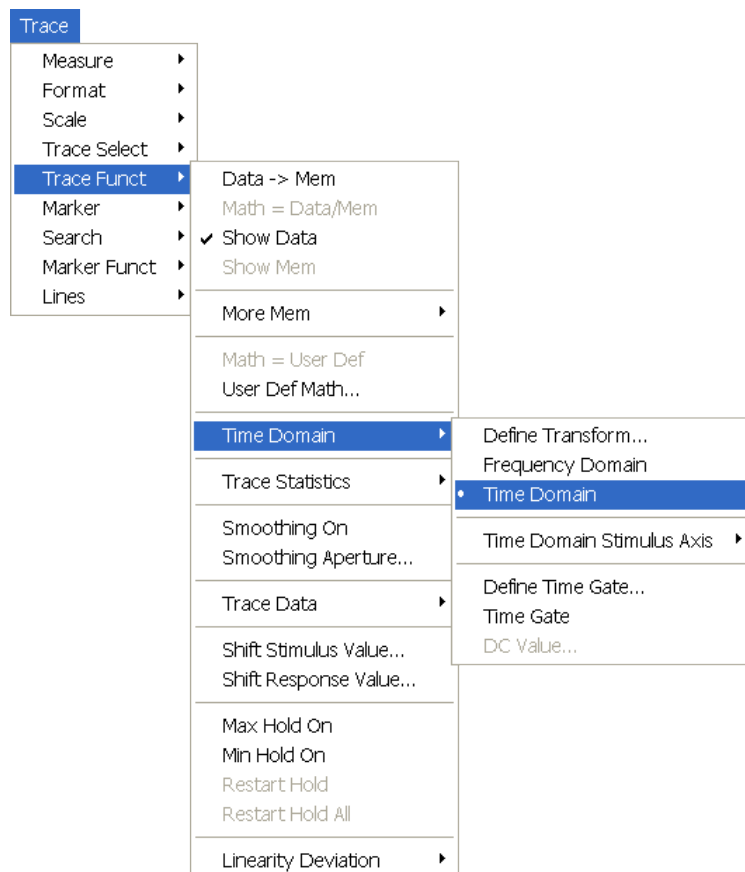 Trace
Measure
Format
Scale
Trace Select
Trace Funct
Marker
Search
Marker Funct
Lines
Data -> Mem
Math = Data/Mem
Show Data
Show Mem
More Mem
Math = User Def
User Def Math...
Time Domain
Trace Statistics
Smoothing On
Smoothing Aperture...
Trace Data
Shift Stimulus Value...
Shift Response Value...
Max Hold On
Min Hold On
Restart Hold
Restart Hold All
Linearity Deviation
Define Transform...
Frequency Domain
Time Domain
Time Domain Stimulus Axis
Define Time Gate...
Time Gate
DC Value...